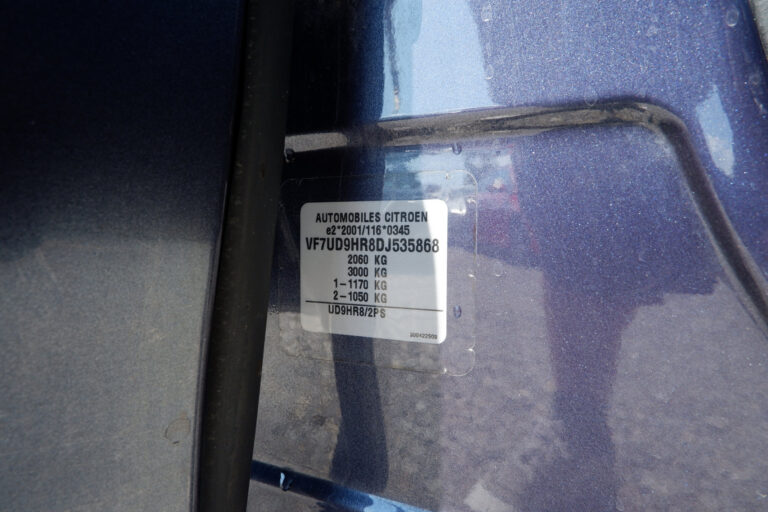 AUTOMOBILES CITROEN
e2*2001/116*0345
VF7UD9HR8DJ535868
2060 KG
3000 KG
1-1170 KG
2-1050 KG
UD9HR8/2PS